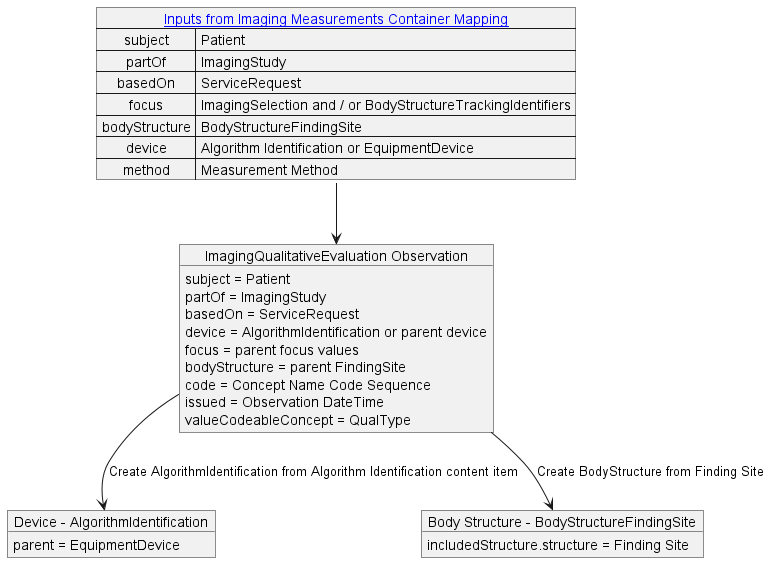 Inputs from Imaging Measurements Container Mapping
subject Patient
partOf ImagingStudy
basedOn ServiceRequest
focus ImagingSelection and / or BodyStructureTrackingIdentifiers
bodyStructure BodyStructureFindingSite
device Algorithm Identification or EquipmentDevice
method Measurement Method
ImagingQualitativeEvaluation Observation
subject = Patient
partOf = ImagingStudy
basedOn = ServiceRequest
device = AlgorithmIdentification or parent device
focus = parent focus values
bodyStructure = parent FindingSite
code = Concept Name Code Sequence
issued = Observation DateTime
valueCodeableConcept = QualType
Create AlgorithmIdentification from Algorithm Identification content item
Create BodyStructure from Finding Site
Device - AlgorithmIdentification
parent = EquipmentDevice
Body Structure - BodyStructureFindingSite
includedStructure.structure = Finding Site